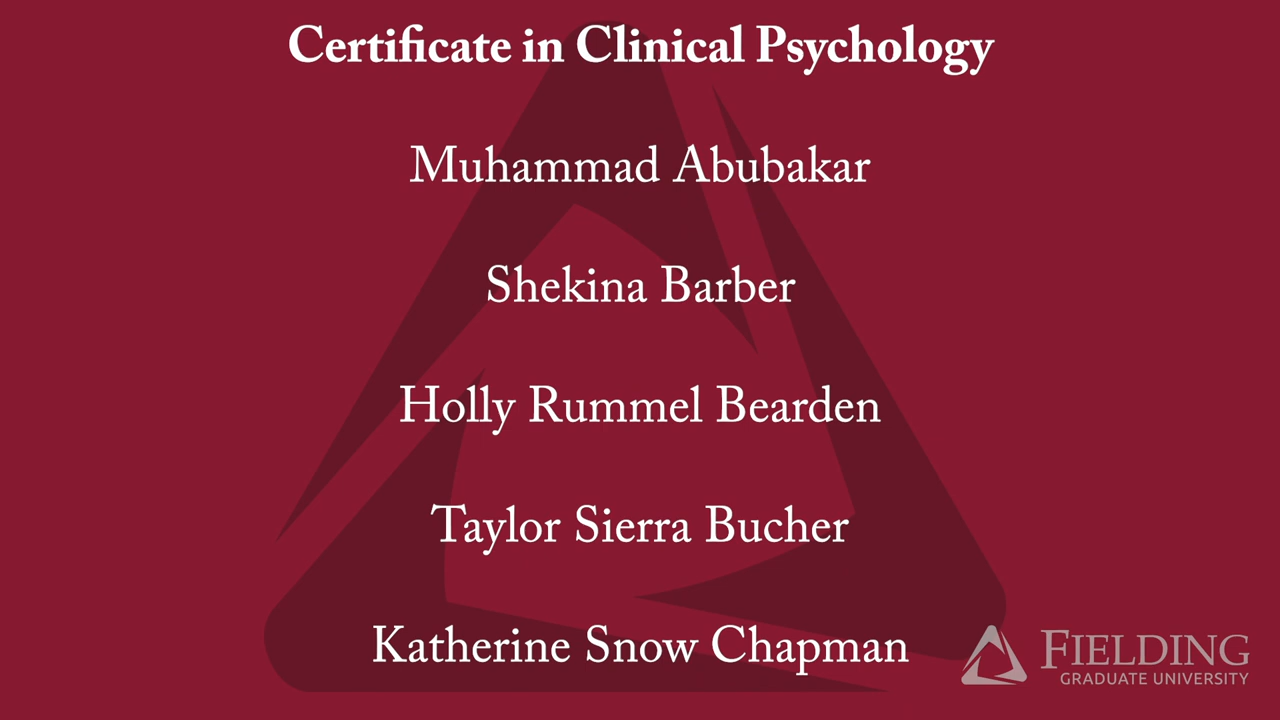 Certificate in Clinical Psychology
Muhammad Abubakar
Shekina Barber
Holly Rummel Bearden
Taylor Sierra Bucher
Katherine Snow Chapman
FIELDING
GRADUATE UNIVERSITY